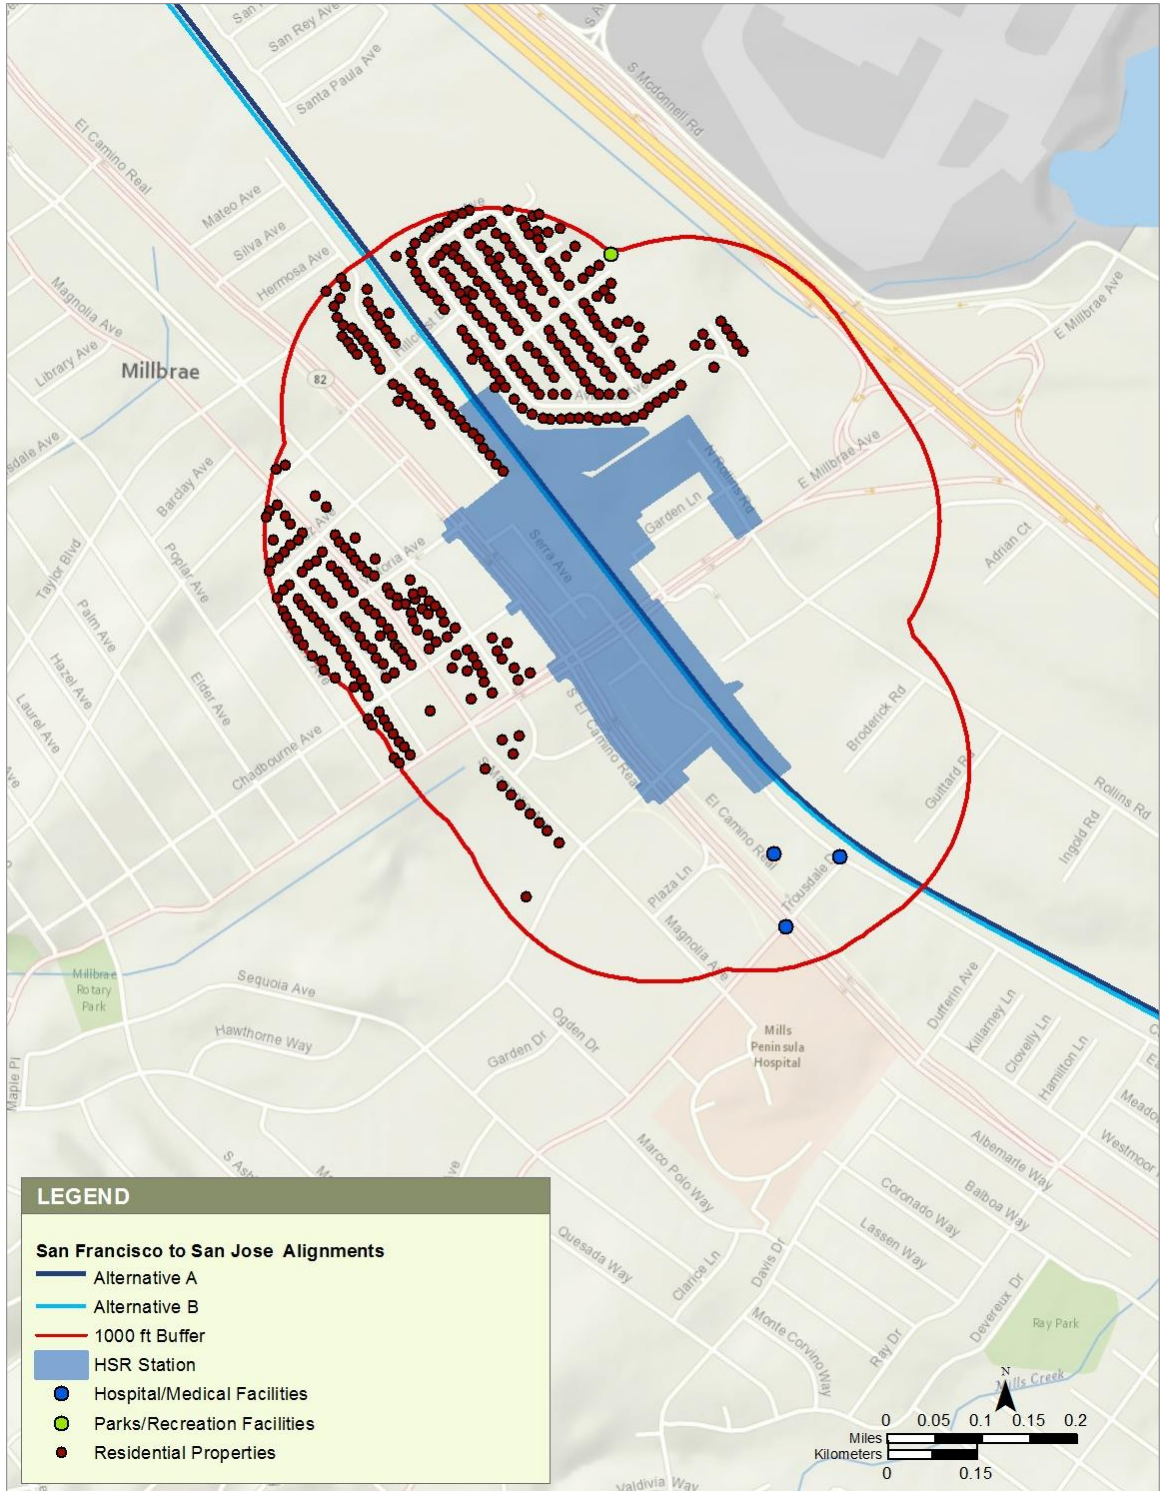 San Rey Ave
Santa Paula Ave
S Mcdonnell Rd
El Camino Real
Mateo Ave
Silva Ave
Hermosa Ave
Magnolia Ave
Library Ave
Millbrae
82
E Millbrae Ave
E Millbrae Ave
N Rollins Rd
Garden Ln
Adrian Ct
Barclay Ave
Taylor Blvd
Poplar Ave
Palm Ave
Hazel Ave
Laurel Ave
Elder Ave
Chadbourne Ave
Serra Ave
S El Camino Real
El Camino Real
Broderick Rd
Guittard Rd
Rollins Rd
Ingold Rd
Plaza Ln
Magnolia Ave
Millbrae
Rotary
Park
Sequoia Ave
Hawthorne Way
Garden Dr
Ogden Dr
Maple Pl
Mills
Peninsula
Hospital
Dufferin Ave
Killarney Ln
Clovelly Ln
Hamilton Ln
Marco Polo Way
Albemarle Way
Balboa Way
Coronado Way
Lassen Way
Quesada Way
Clarice Ln
Davis Dr
Monte Corvino Way
Ray Dr
Devereux Dr
Ray Park
Mills Creek
Valdivia Way
LEGEND
San Francisco to San Jose Alignments
Alternative A
Alternative B
1000 ft Buffer
HSR Station
Hospital/Medical Facilities
Parks/Recreation Facilities
Residential Properties
N
0 0.05 0.1 0.15 0.2
Miles
Kilometers
0 0.15